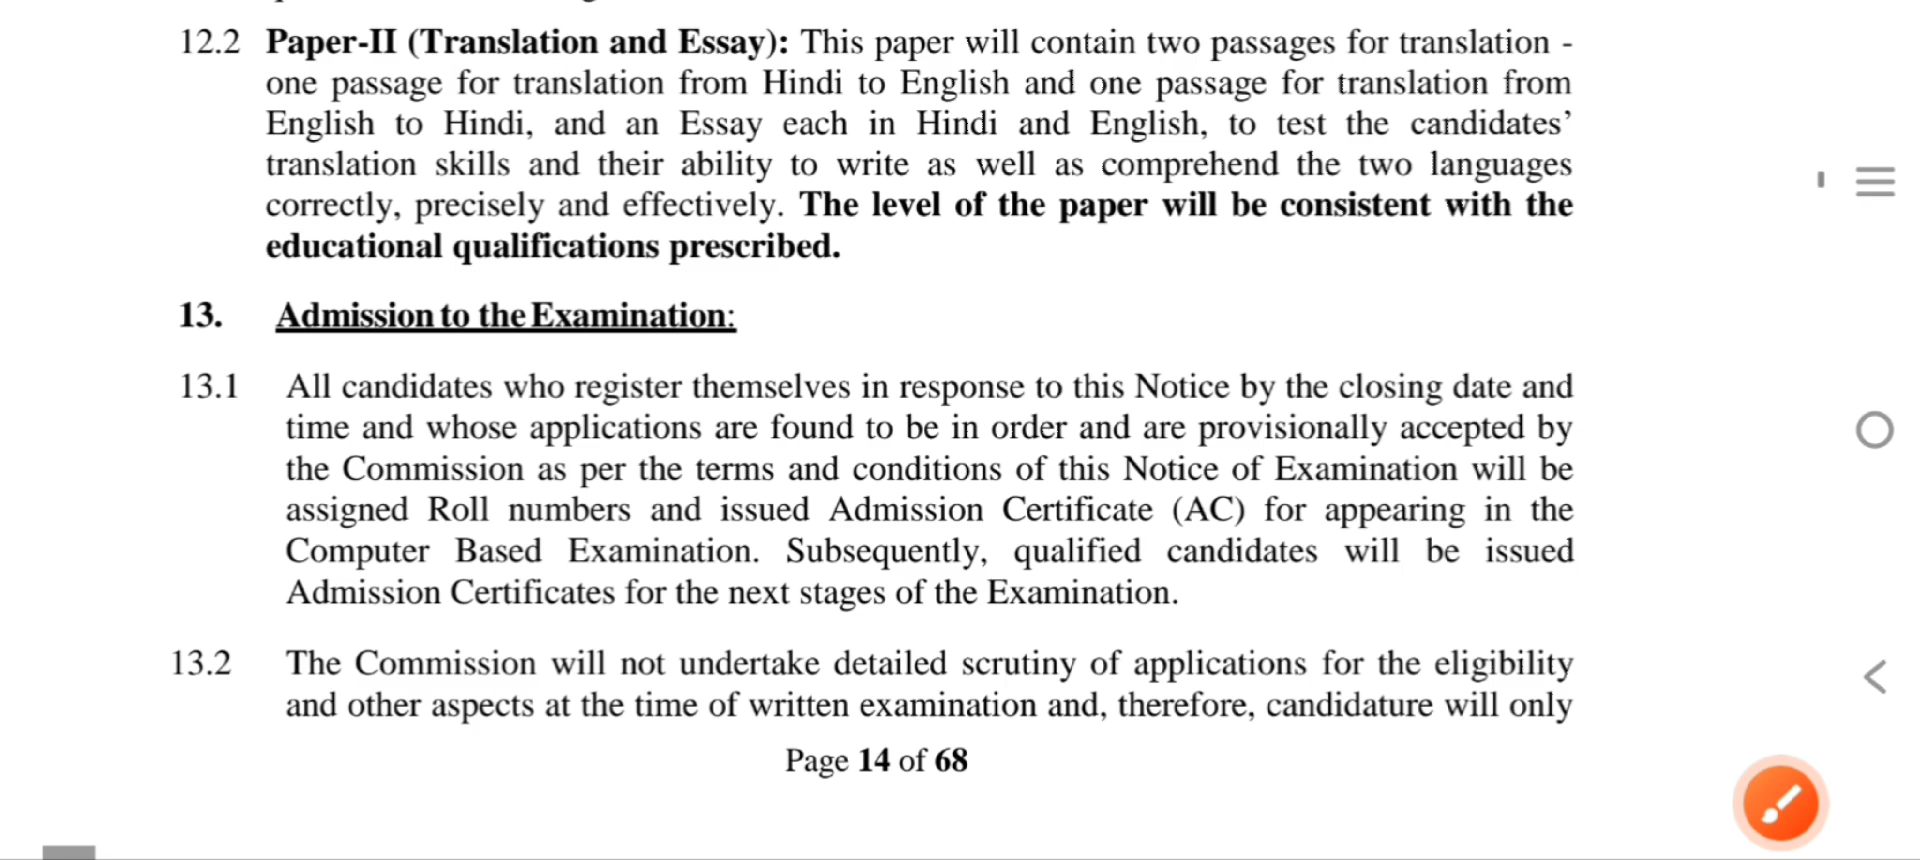 12.2 Paper-II (Translation and Essay): This paper will contain two passages for translation -
one passage for translation from Hindi to English and one passage for translation from
English to Hindi, and an Essay each in Hindi and English, to test the candidates’
translation skills and their ability to write as well as comprehend the two languages
correctly, precisely and effectively. The level of the paper will be consistent with the
educational qualifications prescribed.
13. Admission to the Examination:
13.1 All candidates who register themselves in response to this Notice by the closing date and
time and whose applications are found to be in order and are provisionally accepted by
the Commission as per the terms and conditions of this Notice of Examination will be
assigned Roll numbers and issued Admission Certificate (AC) for appearing in the
Computer Based Examination. Subsequently, qualified candidates will be issued
Admission Certificates for the next stages of the Examination.
13.2 The Commission will not undertake detailed scrutiny of applications for the eligibility
and other aspects at the time of written examination and, therefore, candidature will only
Page 14 of 68